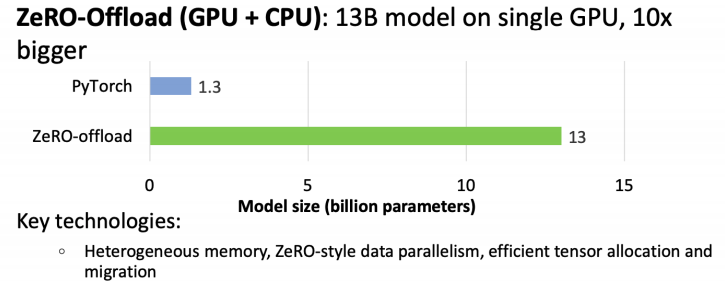 ZeRO-Offload (GPU + CPU): 13B model on single GPU, 10x
bigger
PyTorch
1.3
ZeRO-offload
13
0 5 10 15
Model size (billion parameters)
Key technologies:
◦ Heterogeneous memory, ZeRO-style data parallelism, efficient tensor allocation and
migration